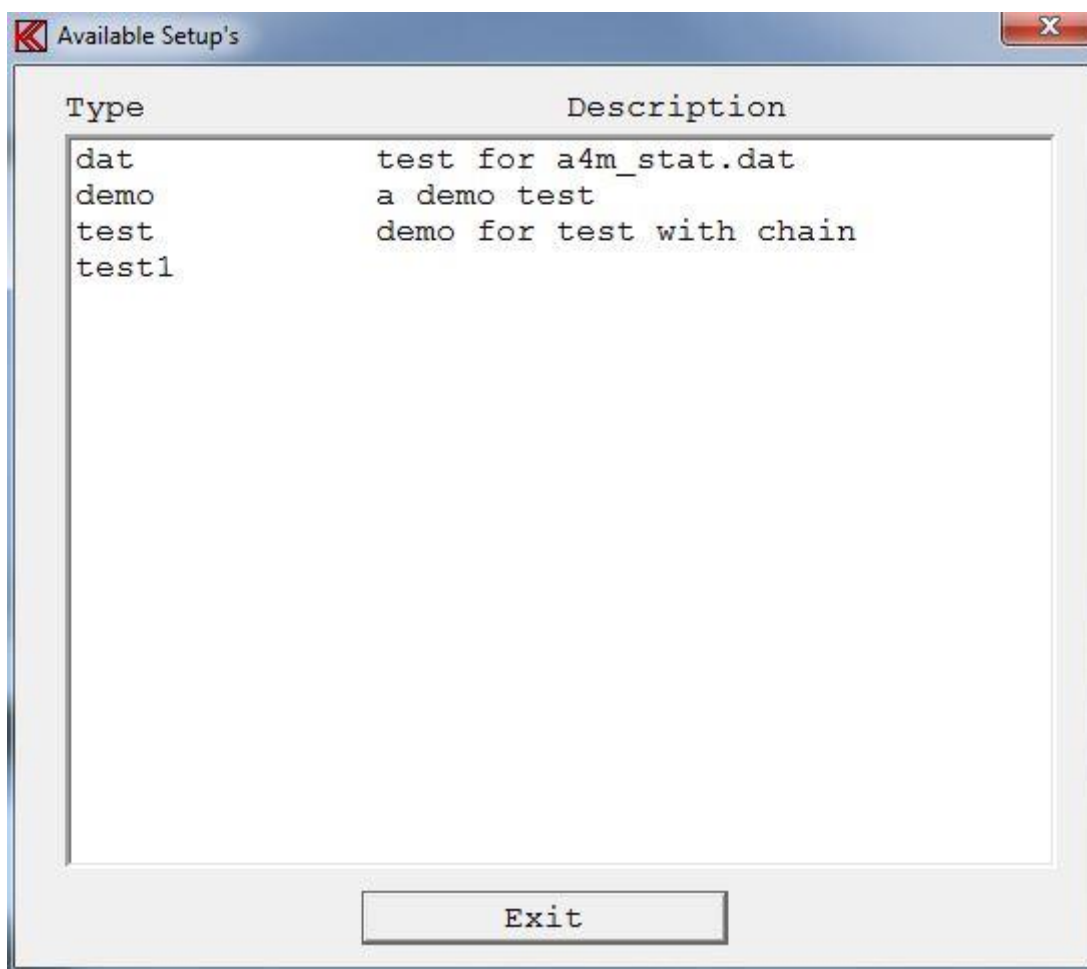 Available Setup's
Type Description
dat test for a4m_stat.dat
demo a demo test
test demo for test with chain
test1
Exit